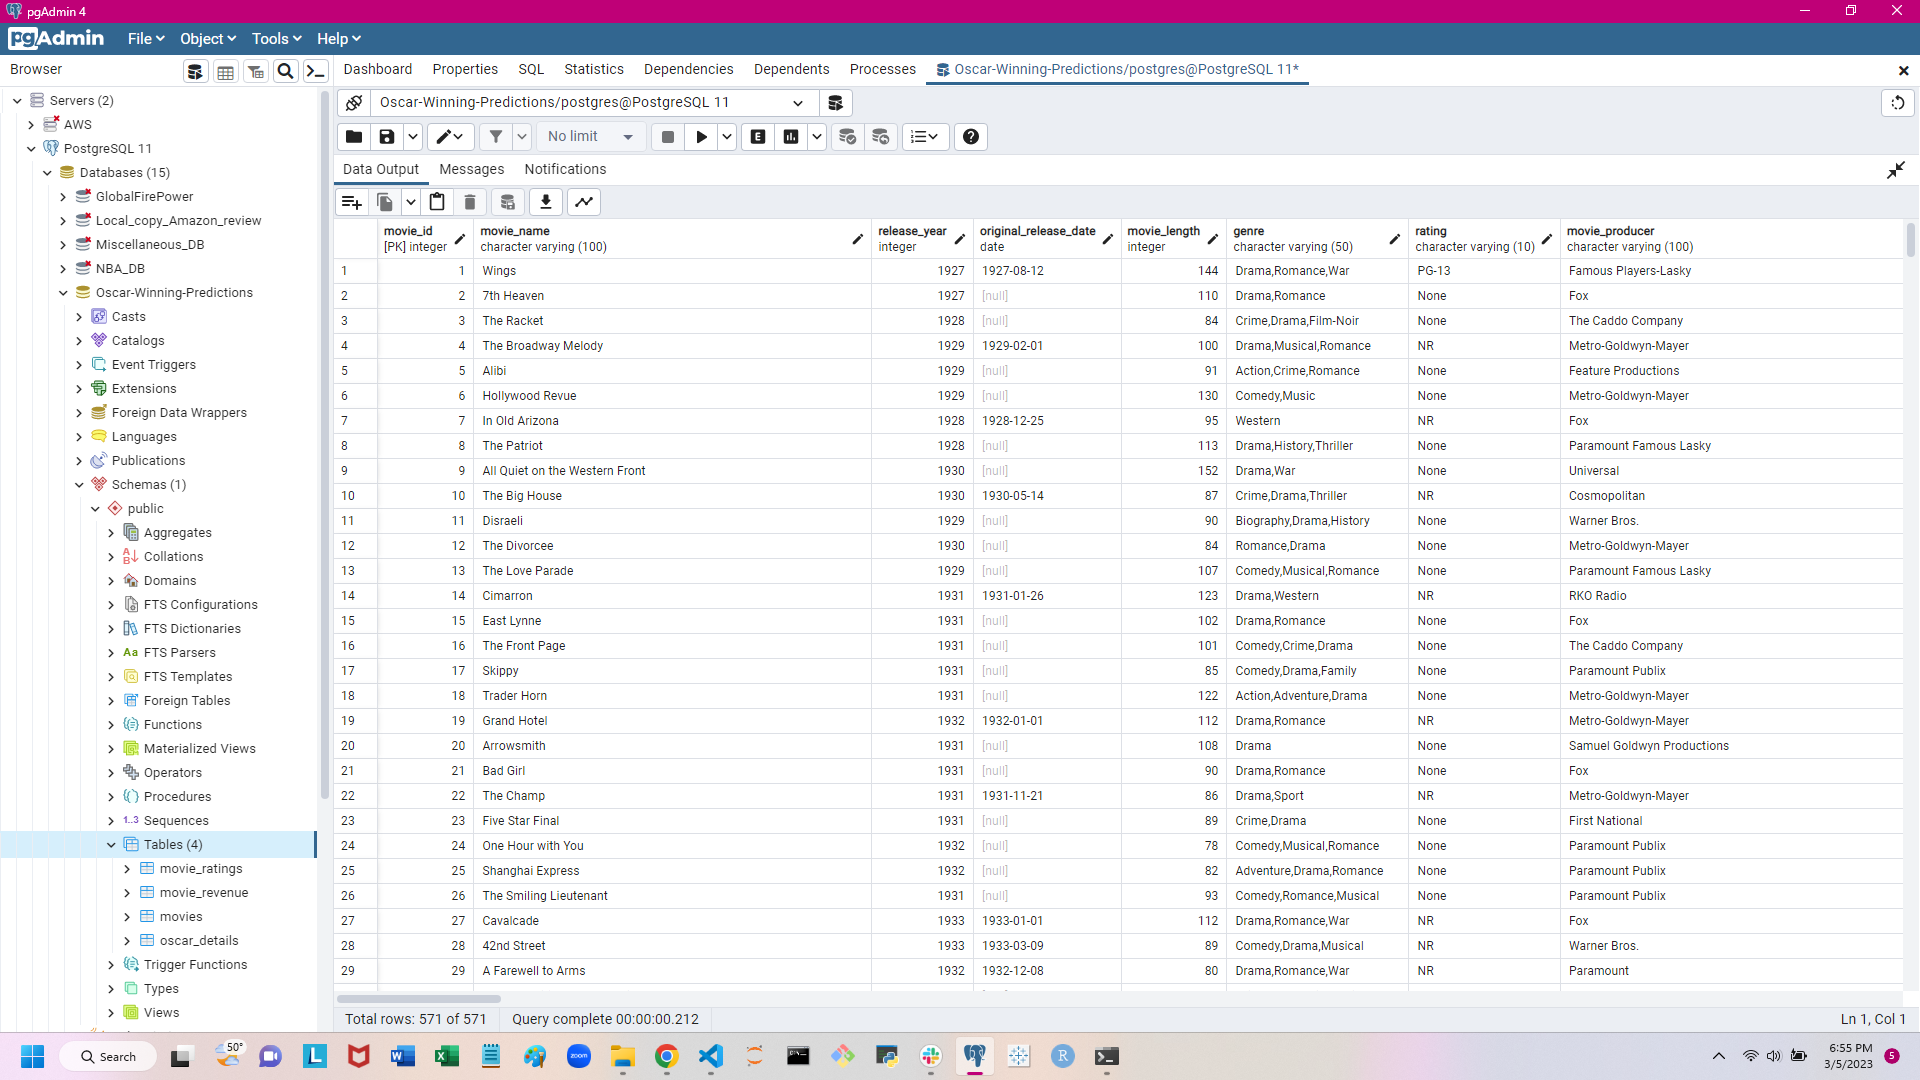 pgAdmin 4
pgAdmin File Object Tools Help
Browser
Dashboard Properties SQL Statistics Dependencies Dependents Processes Oscar-Winning-Predictions/postgres@PostgreSQL 11*
Servers (2)
AWS
PostgreSQL 11
Databases (15)
GlobalFirePower
Local_copy_Amazon_review
Miscellaneous_DB
NBA_DB
Oscar-Winning-Predictions
Casts
Catalogs
Event Triggers
Extensions
Foreign Data Wrappers
Languages
Publications
Schemas (1)
public
Aggregates
Collations
Domains
FTS Configurations
FTS Dictionaries
Aa FTS Parsers
FTS Templates
Foreign Tables
Functions
Materialized Views
Operators
Procedures
1..3 Sequences
Tables (4)
movie_ratings
movie_revenue
movies
oscar_details
Trigger Functions
Types
Views
Oscar-Winning-Predictions/postgres@PostgreSQL 11
No limit E
Data Output Messages Notifications
movie_id movie_name release_year original_release_date movie_length genre rating movie_producer
[PK] integer character varying (100) integer date integer character varying (50) character varying (10) character varying (100)
1 1 Wings 1927 1927-08-12 144 Drama,Romance,War PG-13 Famous Players-Lasky
2 2 7th Heaven 1927 [null] 110 Drama,Romance None Fox
3 3 The Racket 1928 [null] 84 Crime,Drama,Film-Noir None The Caddo Company
4 4 The Broadway Melody 1929 1929-02-01 100 Drama,Musical,Romance NR Metro-Goldwyn-Mayer
5 5 Alibi 1929 [null] 91 Action,Crime,Romance None Feature Productions
6 6 Hollywood Revue 1929 [null] 130 Comedy,Music None Metro-Goldwyn-Mayer
7 7 In Old Arizona 1928 1928-12-25 95 Western NR Fox
8 8 The Patriot 1928 [null] 113 Drama,History,Thriller None Paramount Famous Lasky
9 9 All Quiet on the Western Front 1930 [null] 152 Drama,War None Universal
10 10 The Big House 1930 1930-05-14 87 Crime,Drama,Thriller NR Cosmopolitan
11 11 Disraeli 1929 [null] 90 Biography,Drama,History None Warner Bros.
12 12 The Divorcee 1930 [null] 84 Romance,Drama None Metro-Goldwyn-Mayer
13 13 The Love Parade 1929 [null] 107 Comedy,Musical,Romance None Paramount Famous Lasky
14 14 Cimarron 1931 1931-01-26 123 Drama,Western NR RKO Radio
15 15 East Lynne 1931 [null] 102 Drama,Romance None Fox
16 16 The Front Page 1931 [null] 101 Comedy,Crime,Drama None The Caddo Company
17 17 Skippy 1931 [null] 85 Comedy,Drama,Family None Paramount Publix
18 18 Trader Horn 1931 [null] 122 Action,Adventure,Drama None Metro-Goldwyn-Mayer
19 19 Grand Hotel 1932 1932-01-01 112 Drama,Romance NR Metro-Goldwyn-Mayer
20 20 Arrowsmith 1931 [null] 108 Drama None Samuel Goldwyn Productions
21 21 Bad Girl 1931 [null] 90 Drama,Romance None Fox
22 22 The Champ 1931 1931-11-21 86 Drama,Sport NR Metro-Goldwyn-Mayer
23 23 Five Star Final 1931 [null] 89 Crime,Drama None First National
24 24 One Hour with You 1932 [null] 78 Comedy,Musical,Romance None Paramount Publix
25 25 Shanghai Express 1932 [null] 82 Adventure,Drama,Romance None Paramount Publix
26 26 The Smiling Lieutenant 1931 [null] 93 Comedy,Romance,Musical None Paramount Publix
27 27 Cavalcade 1933 1933-01-01 112 Drama,Romance,War NR Fox
28 28 42nd Street 1933 1933-03-09 89 Comedy,Drama,Musical NR Warner Bros.
29 29 A Farewell to Arms 1932 1932-12-08 80 Drama,Romance,War NR Paramount
Total rows: 571 of 571 Query complete 00:00:00.212 Ln 1, Col 1
Search 50° L W X zoom R 6:55 PM 5
3/5/2023